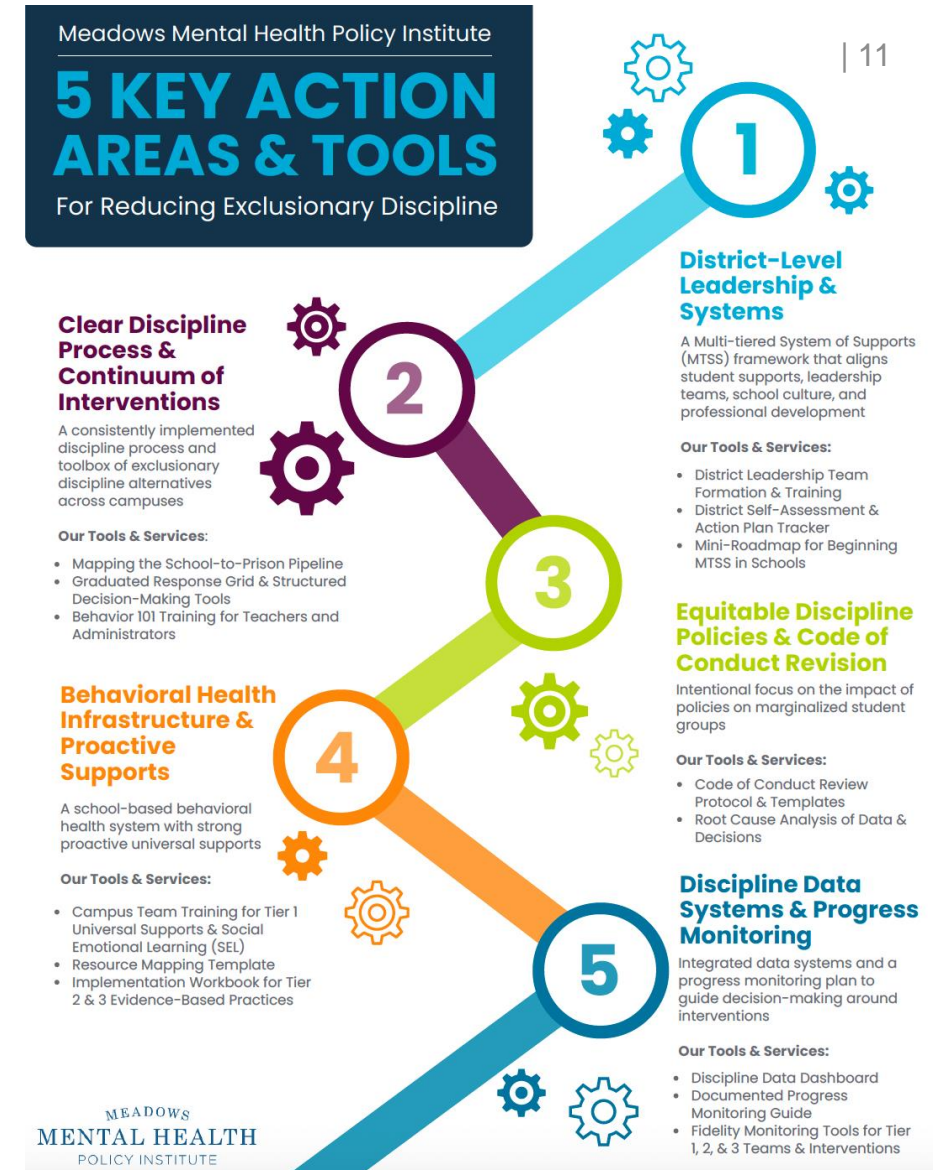 Meadows Mental Health Policy Institute
5 KEY ACTION
AREAS & TOOLS
For Reducing Exclusionary Discipline
| 11
1
District-Level
Leadership &
Systems
A Multi-tiered System of Supports
(MTSS) framework that aligns
student supports, leadership
teams, school culture, and
professional development
Our Tools & Services:
• District Leadership Team
Formation & Training
• District Self-Assessment &
Action Plan Tracker
• Mini-Roadmap for Beginning
MTSS in Schools
2
Clear Discipline
Process &
Continuum of
Interventions
A consistently implemented
discipline process and
toolbox of exclusionary
discipline alternatives
across campuses
Our Tools & Services:
• Mapping the School-to-Prison Pipeline
• Graduated Response Grid & Structured
Decision-Making Tools
• Behavior 101 Training for Teachers and
Administrators
3
Equitable Discipline
Policies & Code of
Conduct Revision
Intentional focus on the impact of
policies on marginalized student
groups
Our Tools & Services:
• Code of Conduct Review
Protocol & Templates
• Root Cause Analysis of Data &
Decisions
4
Behavioral Health
Infrastructure &
Proactive
Supports
A school-based behavioral
health system with strong
proactive universal supports
Our Tools & Services:
• Campus Team Training for Tier 1
Universal Supports & Social
Emotional Learning (SEL)
• Resource Mapping Template
• Implementation Workbook for Tier
2 & 3 Evidence-Based Practices
5
Discipline Data
Systems & Progress
Monitoring
Integrated data systems and a
progress monitoring plan to
guide decision-making around
interventions
Our Tools & Services:
• Discipline Data Dashboard
• Documented Progress
Monitoring Guide
• Fidelity Monitoring Tools for Tier
1, 2, & 3 Teams & Interventions
MEADOWS
MENTAL HEALTH
POLICY INSTITUTE